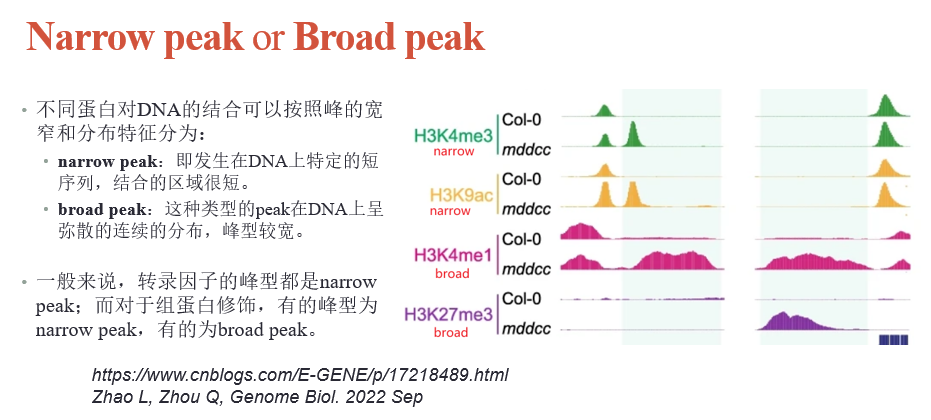 Narrow peak or Broad peak
• 不同蛋白对DNA的结合可以按照峰的宽
窄和分布特征分为：
• narrow peak：即发生在DNA上特定的短
序列，结合的区域很短。
• broad peak：这种类型的peak在DNA上呈
弥散的连续的分布，峰型较宽。
• 一般来说，转录因子的峰型都是narrow
peak；而对于组蛋白修饰，有的峰型为
narrow peak，有的为broad peak。
H3K4me3
narrow
Col-0
mddcc
H3K9ac
narrow
Col-0
mddcc
H3K4me1
broad
Col-0
mddcc
H3K27me3
broad
Col-0
mddcc
https://www.cnblogs.com/E-GENE/p/17218489.html
Zhao L, Zhou Q, Genome Biol. 2022 Sep